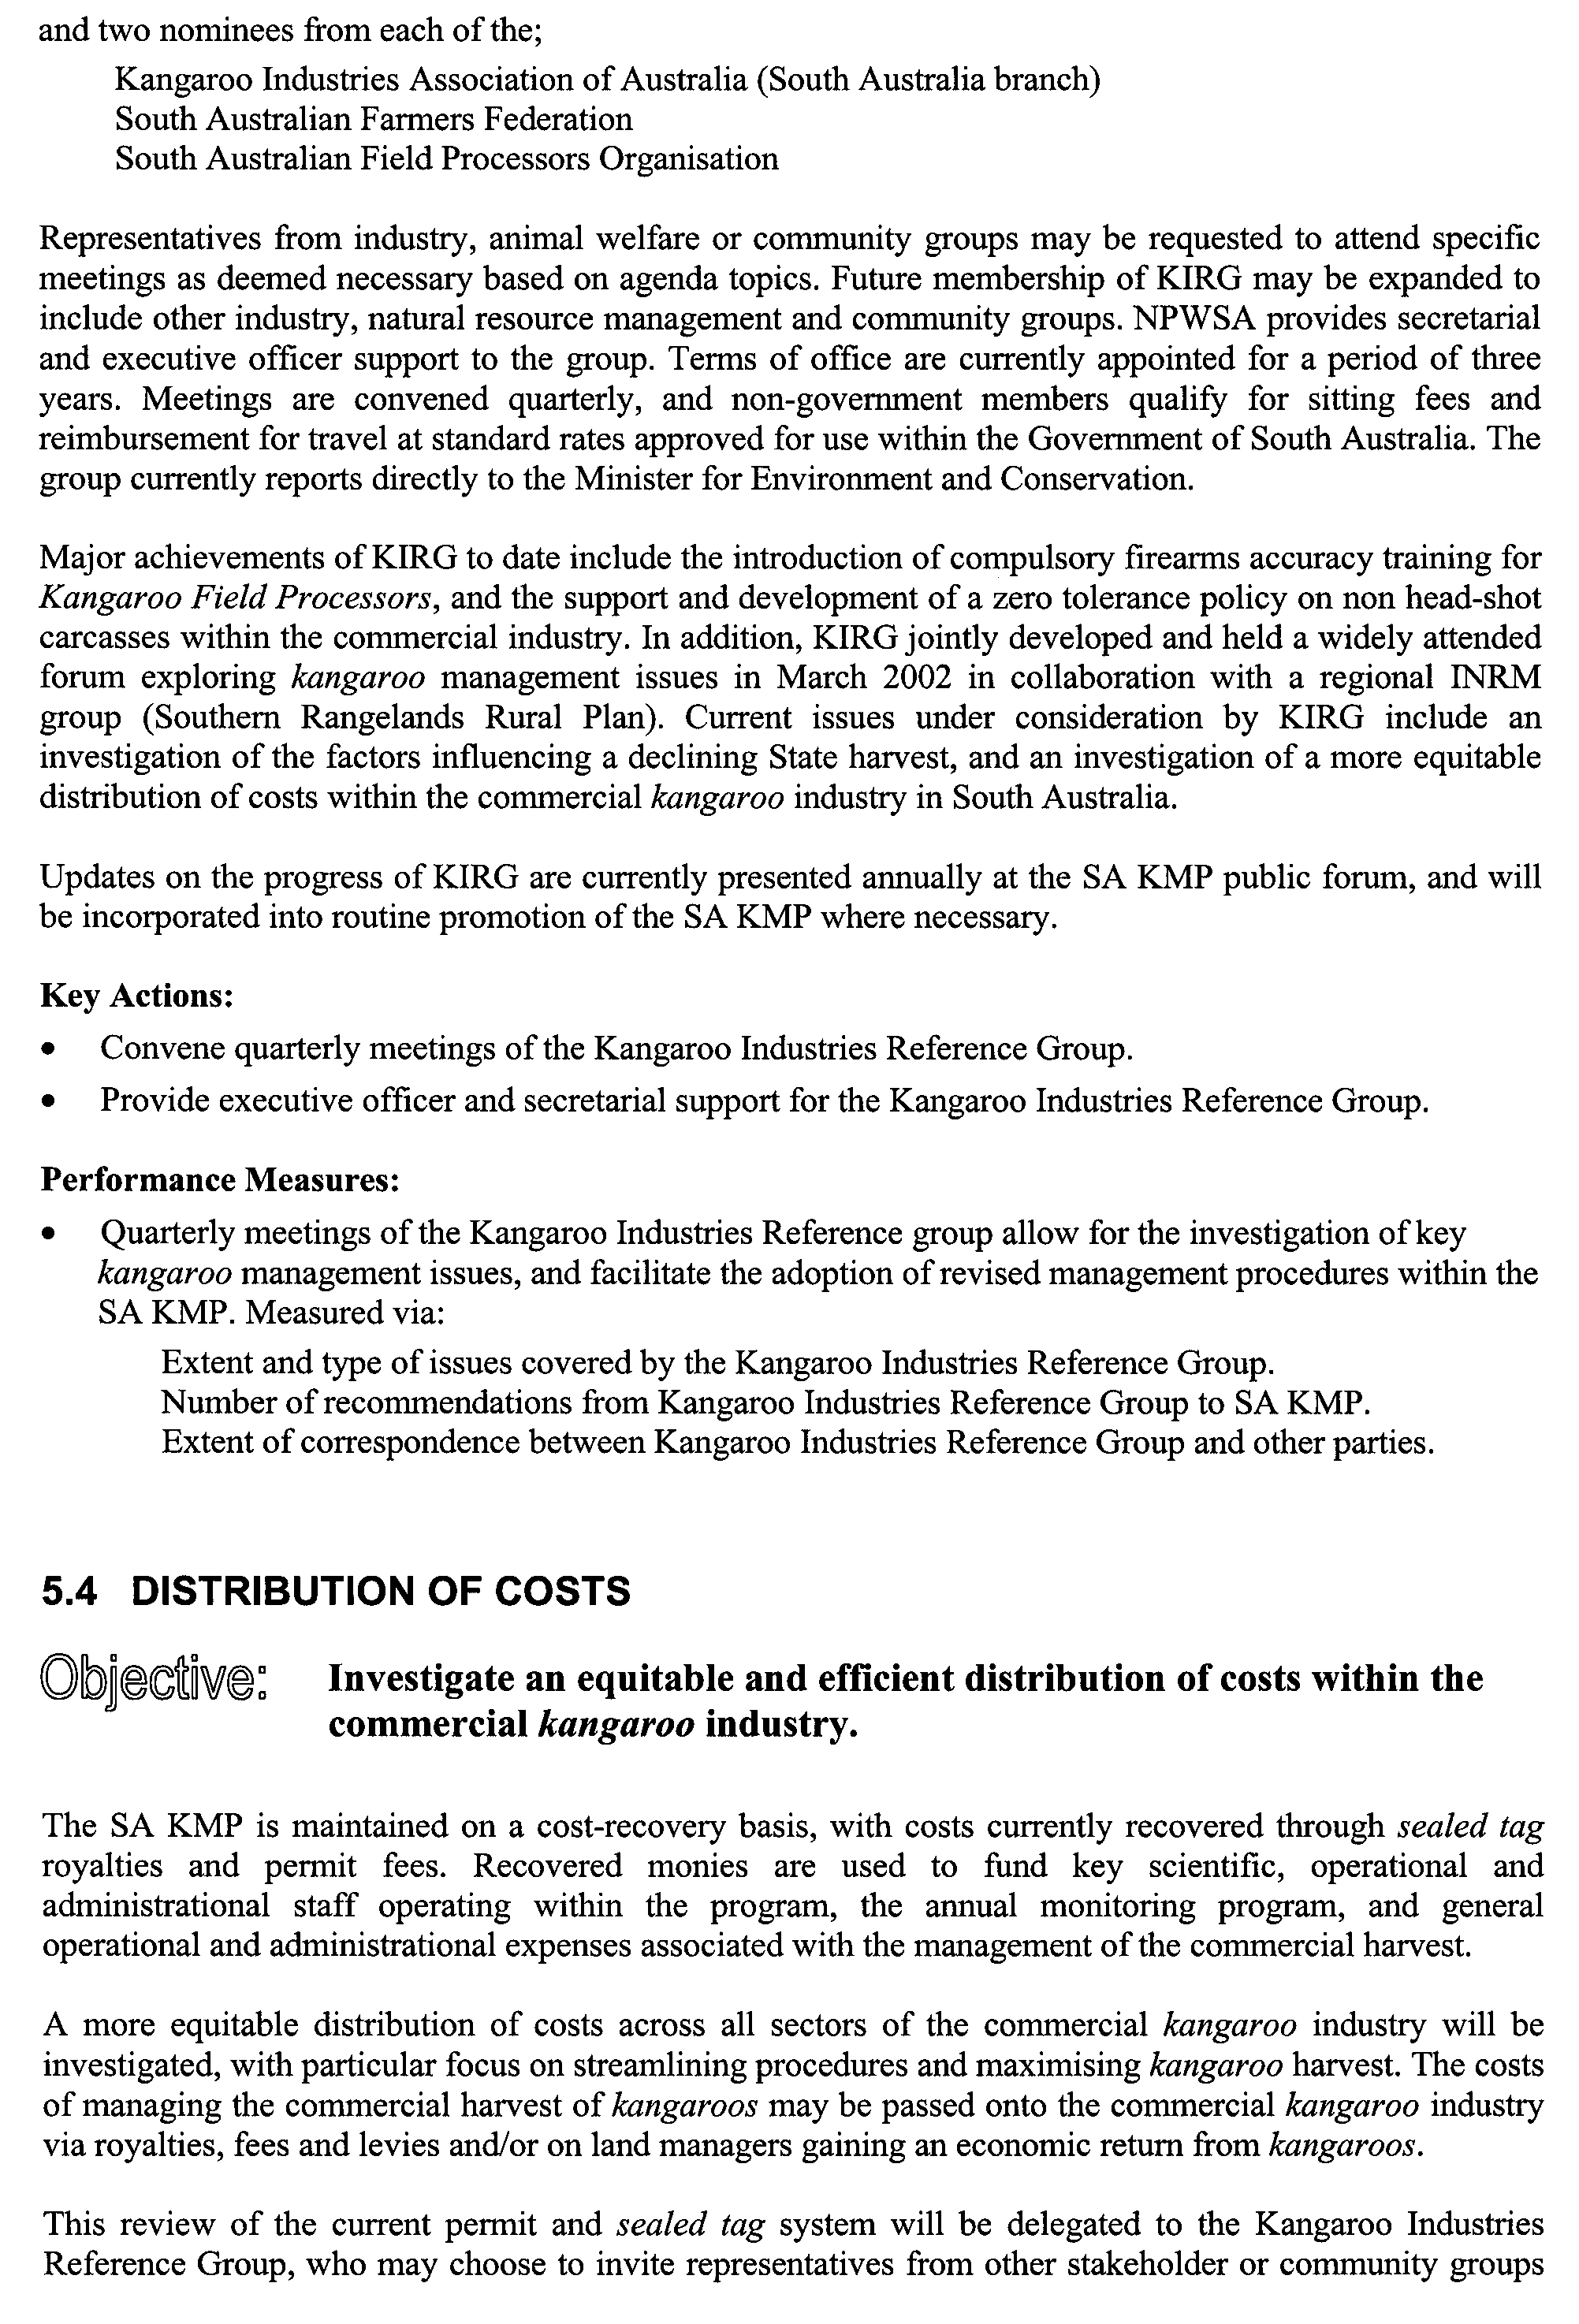 and two nominees from each of the;
Kangaroo Industries Association of Australia (South Australia branch)
South Australian Farmers Federation
South Australian Field Processors Organisation
Representatives from industry, animal welfare or community groups may be requested to attend specific
meetings as deemed necessary based on agenda topics. Future membership of KIRG may be expanded to
include other industry, natural resource management and community groups. NPWSA provides secretarial
and executive officer support to the group. Terms of office are currently appointed for a period of three
years. Meetings are convened quarterly, and non-government members qualify for sitting fees and
reimbursement for travel at standard rates approved for use within the Government of South Australia. The
group currently reports directly to the Minister for Environment and Conservation.
Major achievements of KIRG to date include the introduction of compulsory firearms accuracy training for
Kangaroo Field Processors, and the support and development of a zero tolerance policy on non head-shot
carcasses within the commercial industry. In addition, KIRG jointly developed and held a widely attended
forum exploring kangaroo management issues in March 2002 in collaboration with a regional INRM
group (Southern Rangelands Rural Plan). Current issues under consideration by KIRG include an
investigation of the factors influencing a declining State harvest, and an investigation of a more equitable
distribution of costs within the commercial kangaroo industry in South Australia.
Updates on the progress of KIRG are currently presented annually at the SA KMP public forum, and will
be incorporated into routine promotion of the SA KMP where necessary.
Key Actions:
• Convene quarterly meetings of the Kangaroo Industries Reference Group.
• Provide executive officer and secretarial support for the Kangaroo Industries Reference Group.
Performance Measures:
• Quarterly meetings of the Kangaroo Industries Reference group allow for the investigation of key
kangaroo management issues, and facilitate the adoption of revised management procedures within the
SA KMP. Measured via:
Extent and type of issues covered by the Kangaroo Industries Reference Group.
Number of recommendations from Kangaroo Industries Reference Group to SA KMP.
Extent of correspondence between Kangaroo Industries Reference Group and other parties.
5.4 DISTRIBUTION OF COSTS
Objective: Investigate an equitable and efficient distribution of costs within the
commercial kangaroo industry.
The SA KMP is maintained on a cost-recovery basis, with costs currently recovered through sealed tag
royalties and permit fees. Recovered monies are used to fund key scientific, operational and
administrational staff operating within the program, the annual monitoring program, and general
operational and administrational expenses associated with the management of the commercial harvest.
A more equitable distribution of costs across all sectors of the commercial kangaroo industry will be
investigated, with particular focus on streamlining procedures and maximising kangaroo harvest. The costs
of managing the commercial harvest of kangaroos may be passed onto the commercial kangaroo industry
via royalties, fees and levies and/or on land managers gaining an economic return from kangaroos.
This review of the current permit and sealed tag system will be delegated to the Kangaroo Industries
Reference Group, who may choose to invite representatives from other stakeholder or community groups